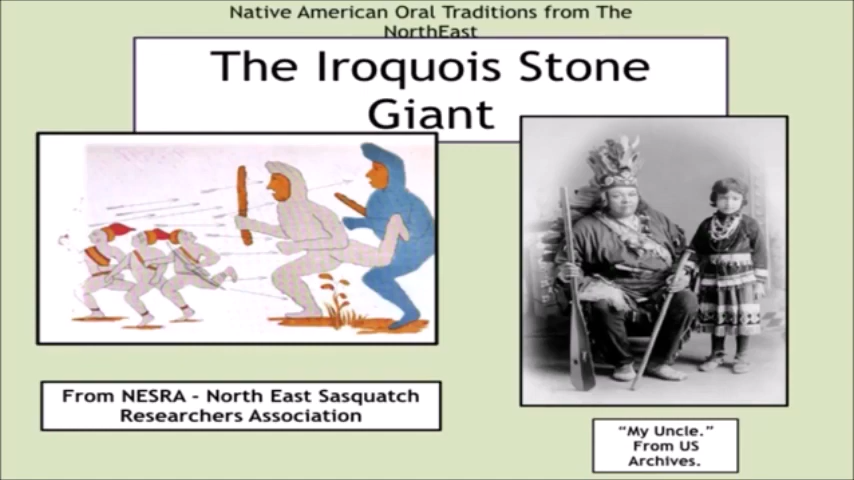 Native American Oral Traditions from The
NorthEast
The Iroquois Stone
Giant
From NESRA - North East Sasquatch
Researchers Association
“My Uncle.”
From US
Archives.